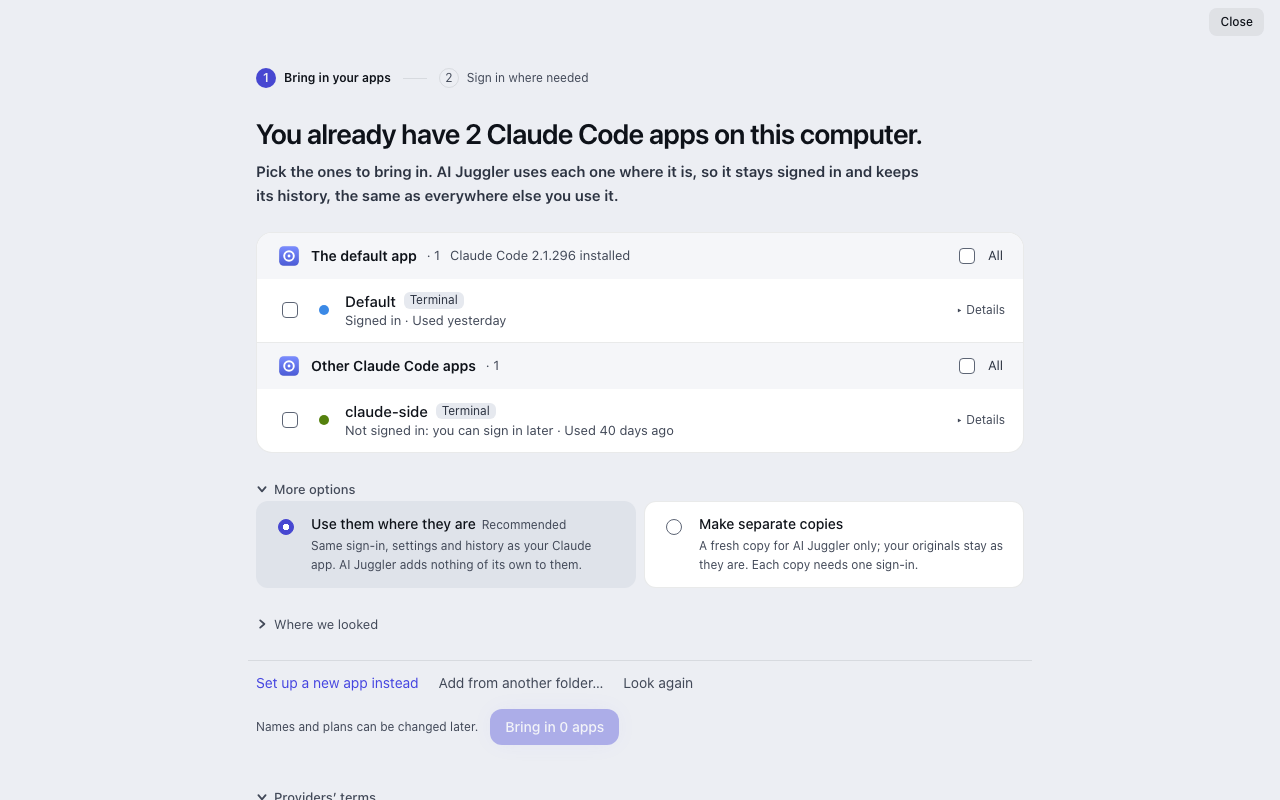 Close
1 Bring in your apps 2 Sign in where needed
You already have 2 Claude Code apps on this computer.
Pick the ones to bring in. AI Juggler uses each one where it is, so it stays signed in and keeps
its history, the same as everywhere else you use it.
The default app · 1 Claude Code 2.1.296 installed All
Default Terminal
Signed in · Used yesterday
Details
Other Claude Code apps · 1 All
claude-side Terminal
Not signed in: you can sign in later · Used 40 days ago
Details
More options
Use them where they are Recommended
Same sign-in, settings and history as your Claude
app. AI Juggler adds nothing of its own to them.
Make separate copies
A fresh copy for AI Juggler only; your originals stay as
they are. Each copy needs one sign-in.
Where we looked
Set up a new app instead Add from another folder... Look again
Names and plans can be changed later. Bring in 0 apps
Providers’ terms